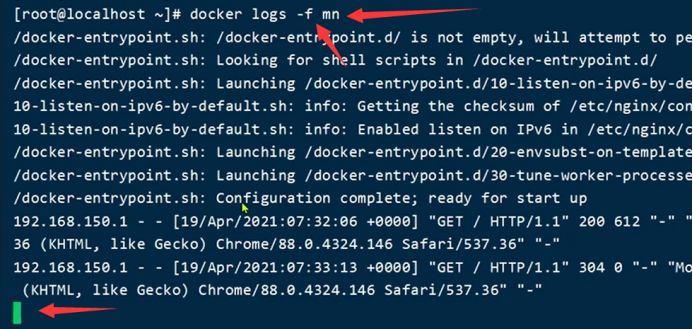 [root@localhost ~]# docker logs -f mn
/docker-entrypoint.sh: /docker-entrypoint.d/ is not empty, will attempt to pe
/docker-entrypoint.sh: Looking for shell scripts in /docker-entrypoint.d/
/docker-entrypoint.sh: Launching /docker-entrypoint.d/10-listen-on-ipv6-by-de
10-listen-on-ipv6-by-default.sh: info: Getting the checksum of /etc/nginx/con
10-listen-on-ipv6-by-default.sh: info: Enabled listen on IPv6 in /etc/nginx/c
/docker-entrypoint.sh: Launching /docker-entrypoint.d/20-envsubst-on-template
/docker-entrypoint.sh: Launching /docker-entrypoint.d/30-tune-worker-processe
/docker-entrypoint.sh: Configuration complete; ready for start up
192.168.150.1 - - [19/Apr/2021:07:32:06 +0000] "GET / HTTP/1.1" 200 612 "-" "
36 (KHTML, like Gecko) Chrome/88.0.4324.146 Safari/537.36" "-"
192.168.150.1 - - [19/Apr/2021:07:33:13 +0000] "GET / HTTP/1.1" 304 0 "-" "Mo
(KHTML, like Gecko) Chrome/88.0.4324.146 Safari/537.36" "-"